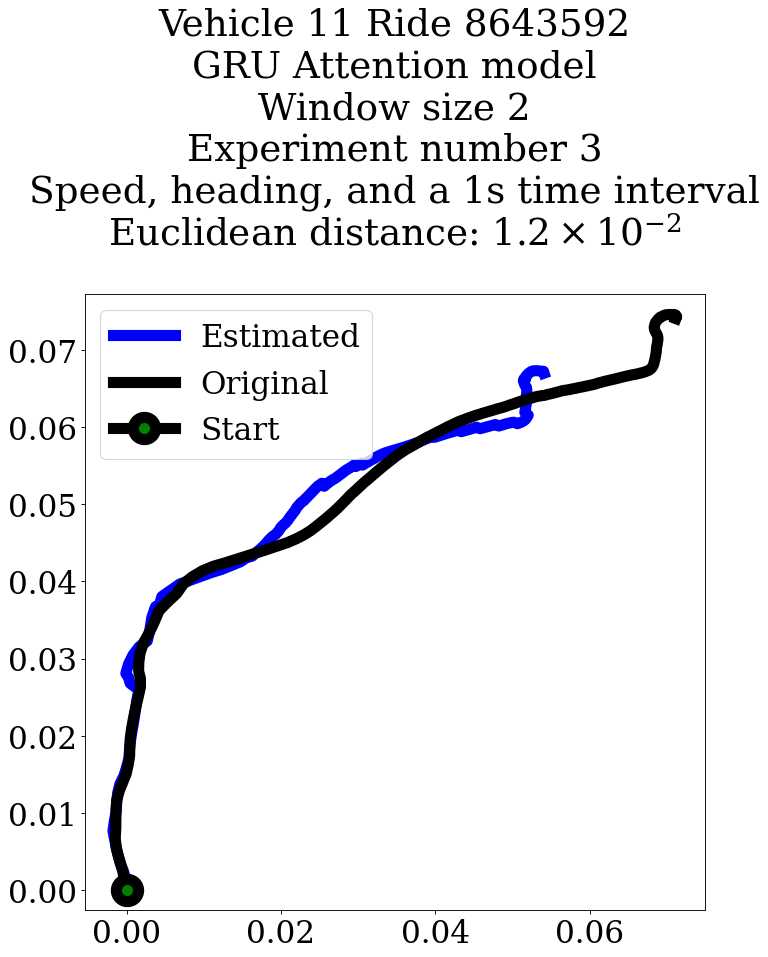 Vehicle 11 Ride 8643592
GRU Attention model
Window size 2
Experiment number 3
Speed, heading, and a 1s time interval
Euclidean distance: 1.2 × 10⁻²
Estimated
Original
Start
0.07
0.06
0.05
0.04
0.03
0.02
0.01
0.00
0.00 0.02 0.04 0.06